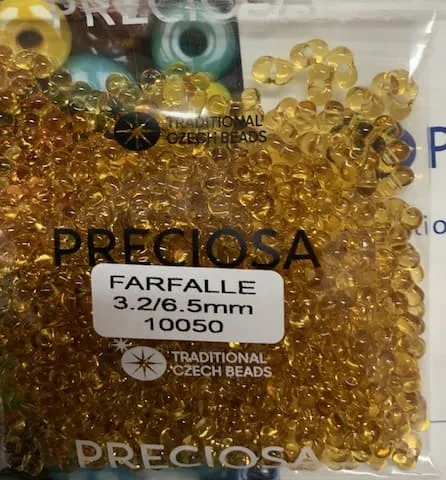 PRECIOSA
TRADITIONAL
CZECH BEADS
P
PRECIOSA
FARFALLE
3.2/6.5mm
10050
TRADITIONAL
CZECH BEADS
PRECIOSA